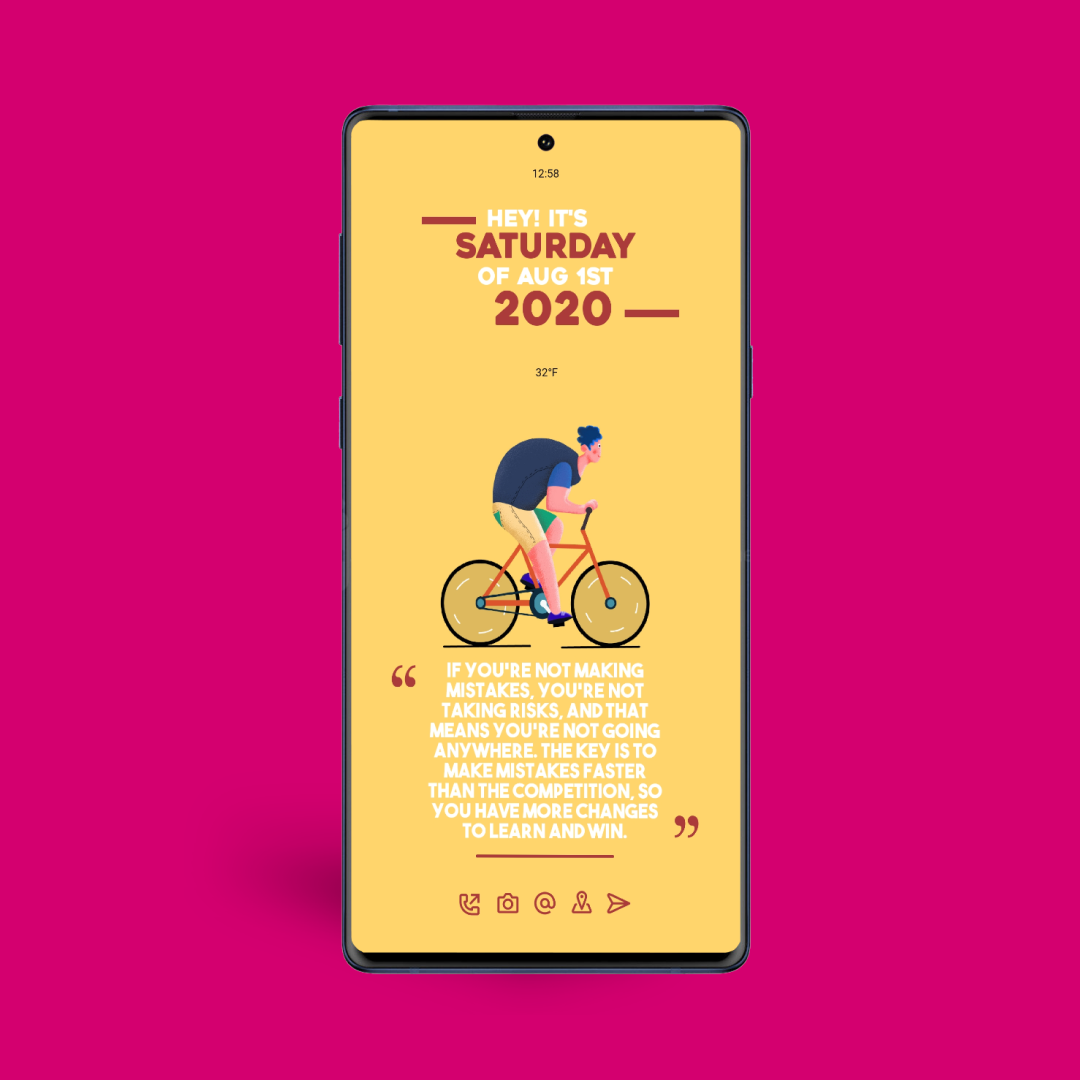 12:58
HEY! IT'S
SATURDAY
OF AUG 1ST
2020
32°F
“ IF YOU'RE NOT MAKING
MISTAKES, YOU'RE NOT
TAKING RISKS, AND THAT
MEANS YOU'RE NOT GOING
ANYWHERE. THE KEY IS TO
MAKE MISTAKES FASTER
THAN THE COMPETITION, SO
YOU HAVE MORE CHANGES
TO LEARN AND WIN. ”